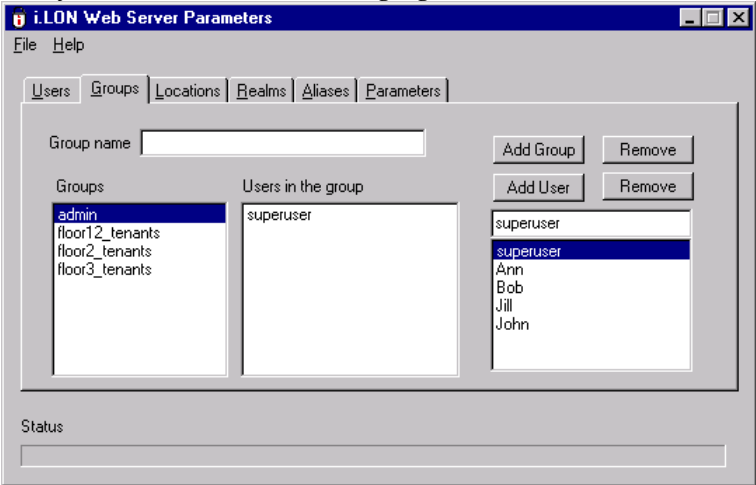 i.LON Web Server Parameters
File Help
Users Groups Locations Realms Aliases Parameters
Group name
Add Group Remove
Groups Users in the group Add User Remove
admin superuser superuser
floor12_tenants
floor2_tenants superuser
floor3_tenants Ann
Bob
Jill
John
Status